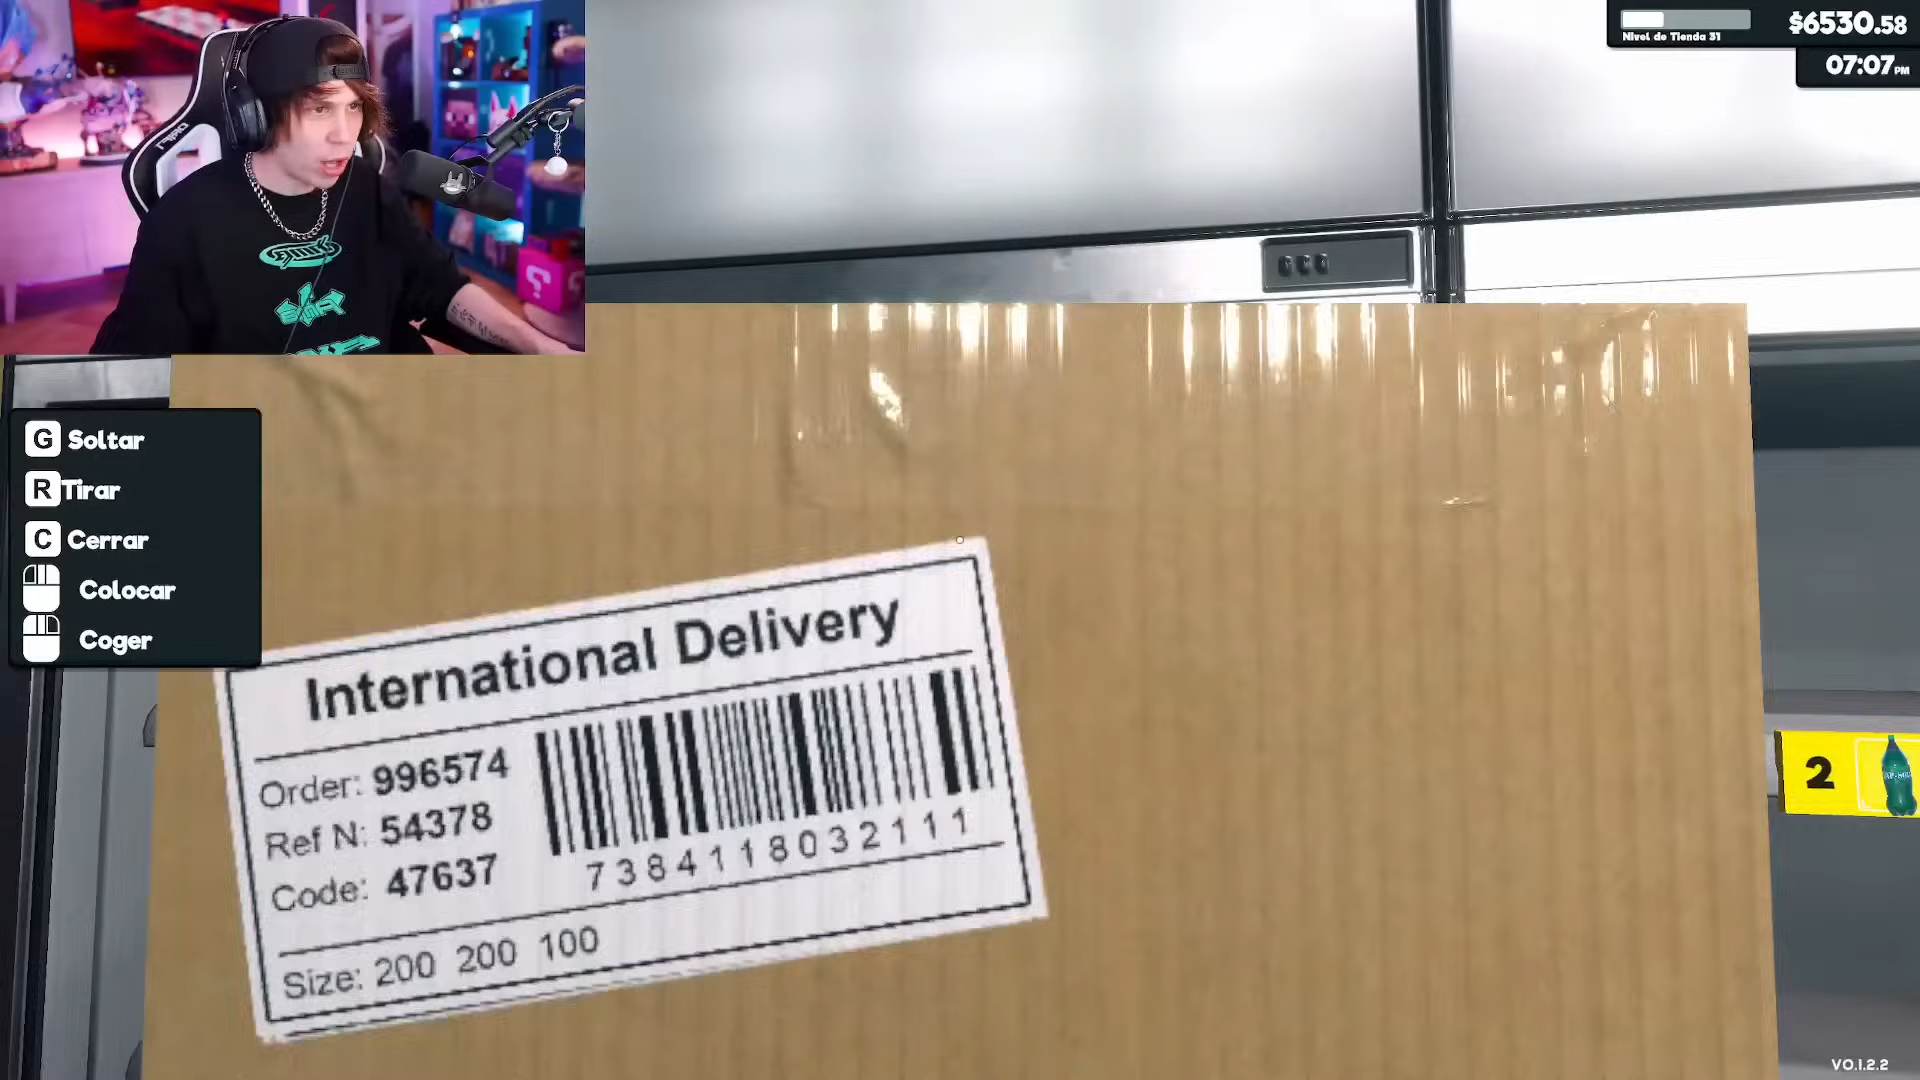 $6530.58
Nivel de Tienda 31
07:07PM
G Soltar
R Tirar
C Cerrar
Colocar
Coger
International Delivery
Order: 996574
Ref N: 54378
Code: 47637
7384118032111
Size: 200 200 100
2
V0.1.2.2